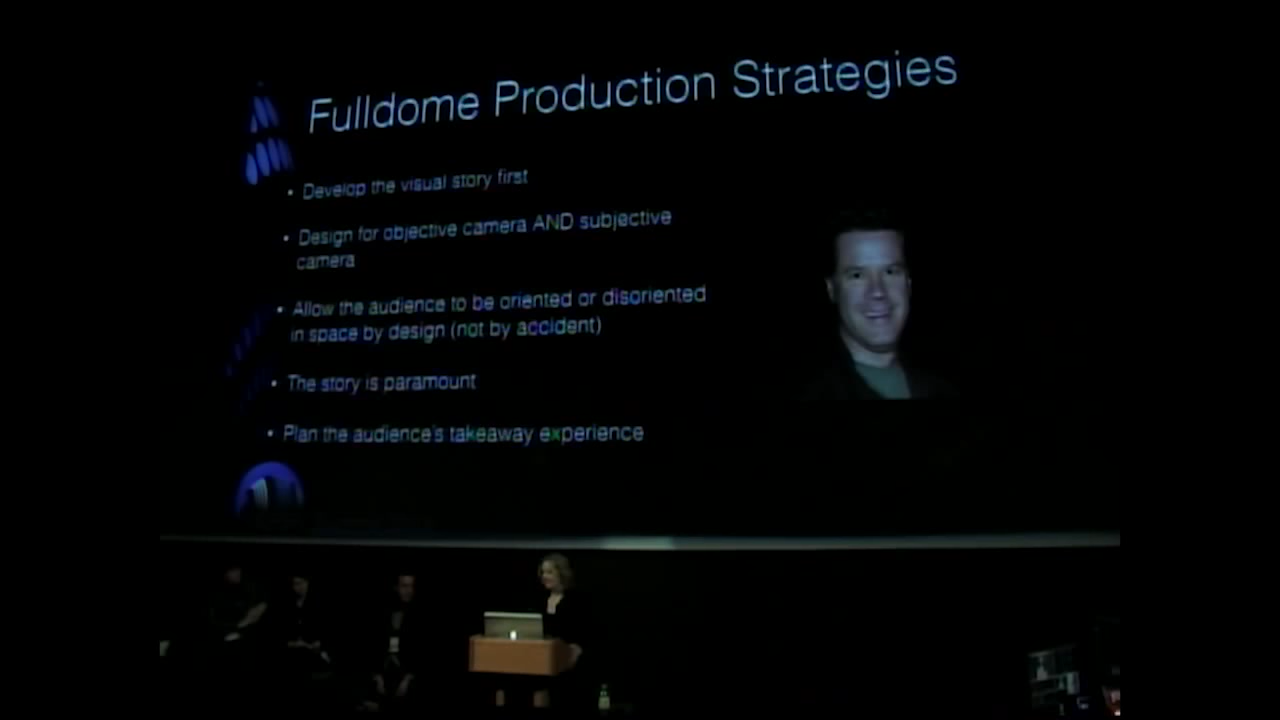 Fulldome Production Strategies
• Develop the visual story first
• Design for objective camera AND subjective
camera
• Allow the audience to be oriented or disoriented
in space by design (not by accident)
• The story is paramount
• Plan the audience's takeaway experience